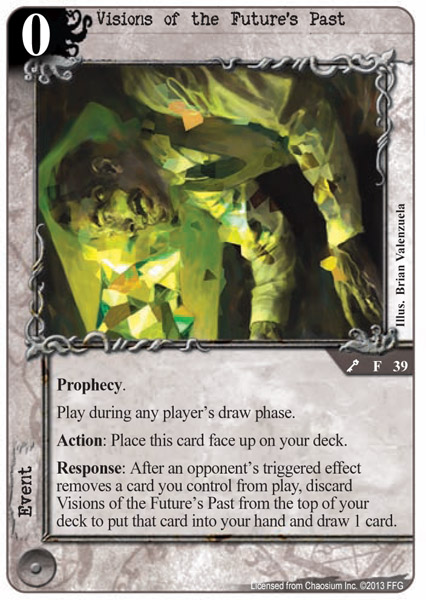 0
Visions of the Future's Past
Illus. Brian Valenzuela
F 39
Prophecy.
Play during any player's draw phase.
Action: Place this card face up on your deck.
Response: After an opponent's triggered effect
removes a card you control from play, discard
Visions of the Future's Past from the top of your
deck to put that card into your hand and draw 1 card.
Event
Licensed from Chaosium Inc. ©2013 FFG